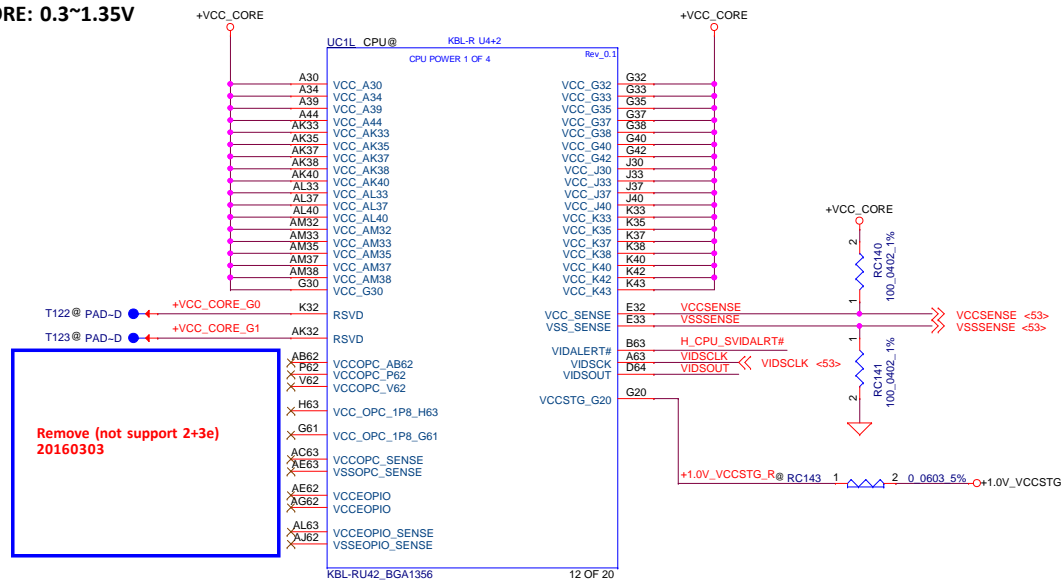 ORE: 0.3~1.35V
+VCC_CORE
+VCC_CORE
UC1L CPU@
KBL-R U4+2
CPU POWER 1 OF 4
Rev_0.1
A30 VCC_A30
A34 VCC_A34
A39 VCC_A39
A44 VCC_A44
AK33 VCC_AK33
AK35 VCC_AK35
AK37 VCC_AK37
AK38 VCC_AK38
AK40 VCC_AK40
AL33 VCC_AL33
AL37 VCC_AL37
AL40 VCC_AL40
AM32 VCC_AM32
AM33 VCC_AM33
AM35 VCC_AM35
AM37 VCC_AM37
AM38 VCC_AM38
G30 VCC_G30
T122@ PAD~D +VCC_CORE_G0 K32 RSVD
T123@ PAD~D +VCC_CORE_G1 AK32 RSVD
AB62 VCCOPC_AB62
P62 VCCOPC_P62
V62 VCCOPC_V62
H63 VCC_OPC_1P8_H63
G61 VCC_OPC_1P8_G61
AC63 VCCOPC_SENSE
AE63 VSSOPC_SENSE
AE62 VCCEOPIO
AG62 VCCEOPIO
AL63 VCCEOPIO_SENSE
AJ62 VSSEOPIO_SENSE
Remove (not support 2+3e)
20160303
VCC_G32 G32
VCC_G33 G33
VCC_G35 G35
VCC_G37 G37
VCC_G38 G38
VCC_G40 G40
VCC_G42 G42
VCC_J30 J30
VCC_J33 J33
VCC_J37 J37
VCC_J40 J40
VCC_K33 K33
VCC_K35 K35
VCC_K37 K37
VCC_K38 K38
VCC_K40 K40
VCC_K42 K42
VCC_K43 K43
VCC_SENSE E32 VCCSENSE VCCSENSE <53>
VSS_SENSE E33 VSSSENSE VSSSENSE <53>
VIDALERT# B63 H_CPU_SVIDALRT#
VIDSCK A63 VIDSCLK VIDSCLK <53>
VIDSOUT D64 VIDSOUT
VCCSTG_G20 G20
+VCC_CORE
2
RC140
100_0402_1%
1
1
RC141
100_0402_1%
2
+1.0V_VCCSTG_R @ RC143 1 2 0_0603_5% +1.0V_VCCSTG
KBL-RU42_BGA1356
12 OF 20